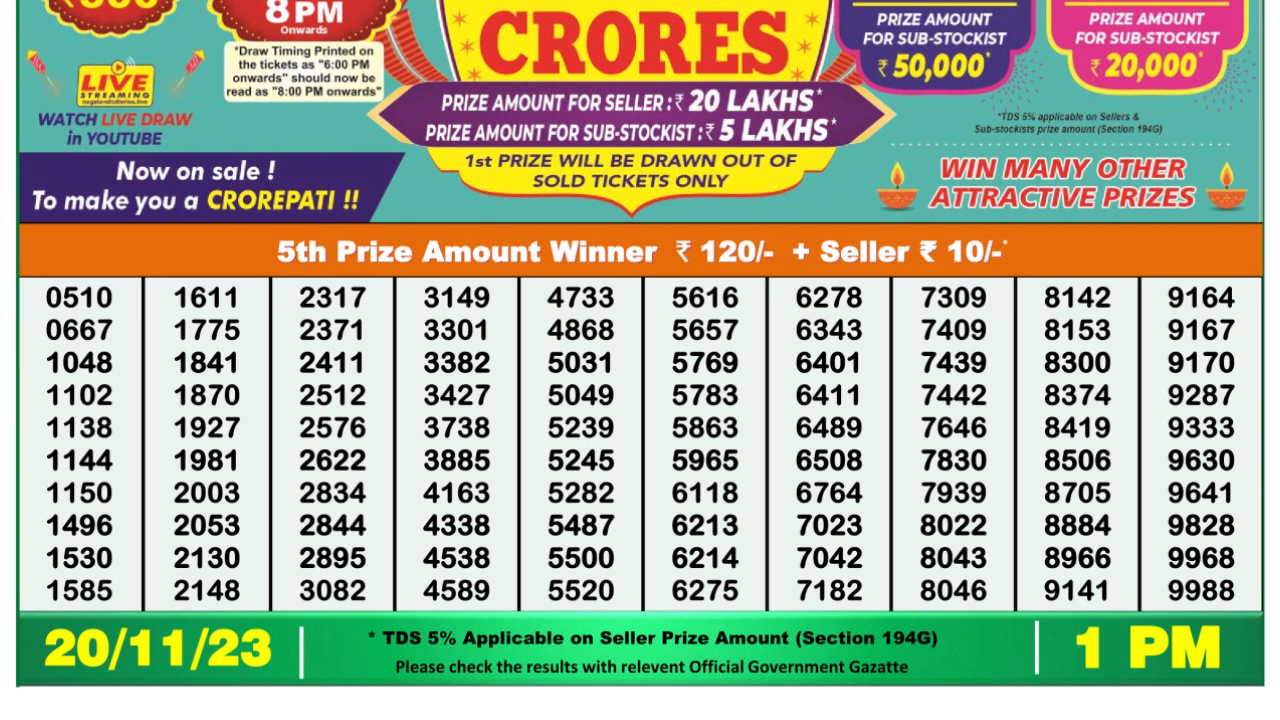 8 PM
Onwards
*Draw Timing Printed on
the tickets as "6:00 PM
onwards" should now be
read as "8:00 PM onwards"
LIVE
STREAMING
nagalandlotteries.live
WATCH LIVE DRAW
in YOUTUBE
Now on sale !
To make you a CROREPATI !!
CRORES
PRIZE AMOUNT FOR SELLER : ₹ 20 LAKHS*
PRIZE AMOUNT FOR SUB-STOCKIST : ₹ 5 LAKHS*
1st PRIZE WILL BE DRAWN OUT OF
SOLD TICKETS ONLY
PRIZE AMOUNT
FOR SUB-STOCKIST
₹ 50,000*
PRIZE AMOUNT
FOR SUB-STOCKIST
₹ 20,000*
*TDS 5% applicable on Sellers &
Sub-stockists prize amount (Section 194G)
WIN MANY OTHER
ATTRACTIVE PRIZES
5th Prize Amount Winner ₹ 120/- + Seller ₹ 10/-*
0510 1611 2317 3149 4733 5616 6278 7309 8142 9164
0667 1775 2371 3301 4868 5657 6343 7409 8153 9167
1048 1841 2411 3382 5031 5769 6401 7439 8300 9170
1102 1870 2512 3427 5049 5783 6411 7442 8374 9287
1138 1927 2576 3738 5239 5863 6489 7646 8419 9333
1144 1981 2622 3885 5245 5965 6508 7830 8506 9630
1150 2003 2834 4163 5282 6118 6764 7939 8705 9641
1496 2053 2844 4338 5487 6213 7023 8022 8884 9828
1530 2130 2895 4538 5500 6214 7042 8043 8966 9968
1585 2148 3082 4589 5520 6275 7182 8046 9141 9988
20/11/23
* TDS 5% Applicable on Seller Prize Amount (Section 194G)
Please check the results with relevent Official Government Gazatte
1 PM